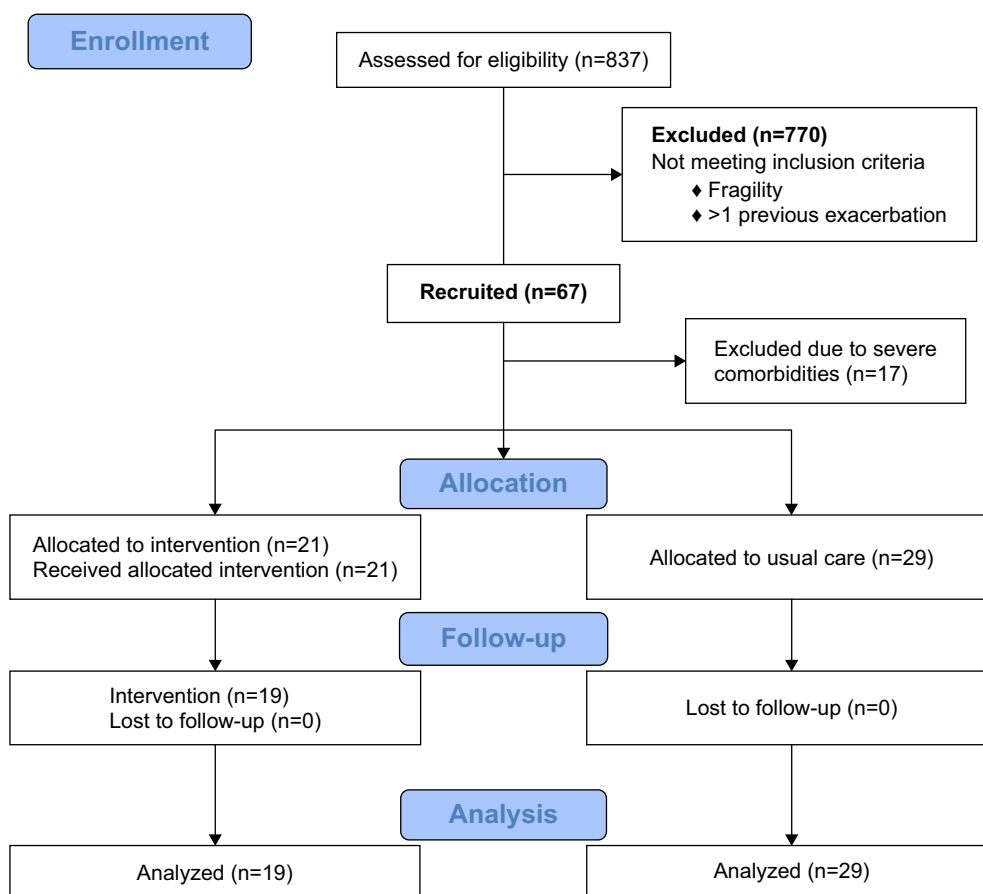 Enrollment
Assessed for eligibility (n=837)
Excluded (n=770)
Not meeting inclusion criteria
♦ Fragility
♦ >1 previous exacerbation
Recruited (n=67)
Excluded due to severe
comorbidities (n=17)
Allocation
Allocated to intervention (n=21)
Received allocated intervention (n=21)
Allocated to usual care (n=29)
Follow-up
Intervention (n=19)
Lost to follow-up (n=0)
Lost to follow-up (n=0)
Analysis
Analyzed (n=19)
Analyzed (n=29)